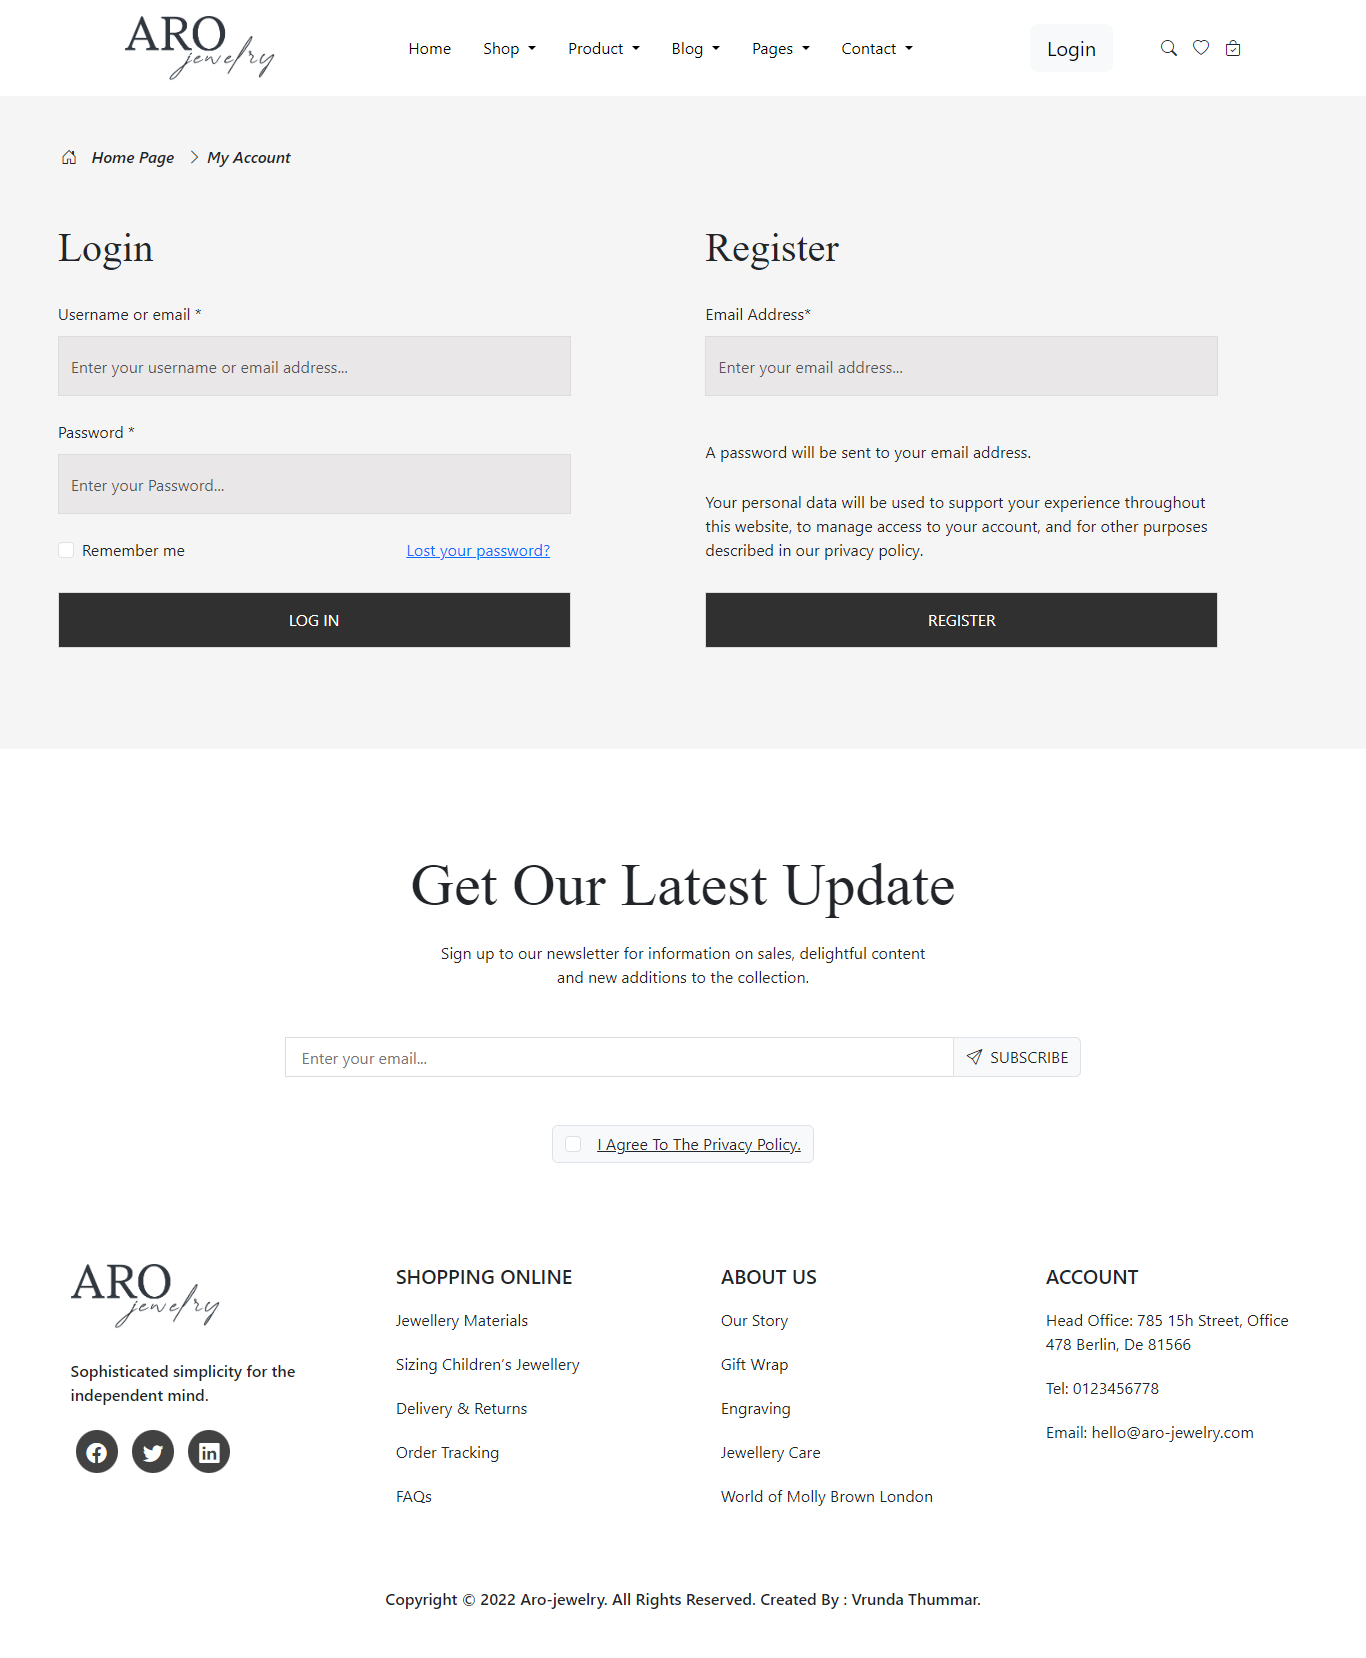 ARO
jewelry
Home Shop Product Blog Pages Contact Login
Home Page My Account
Login
Username or email *
Enter your username or email address...
Password *
Enter your Password...
Remember me Lost your password?
LOG IN
Register
Email Address*
Enter your email address...
A password will be sent to your email address.
Your personal data will be used to support your experience throughout
this website, to manage access to your account, and for other purposes
described in our privacy policy.
REGISTER
Get Our Latest Update
Sign up to our newsletter for information on sales, delightful content
and new additions to the collection.
Enter your email... SUBSCRIBE
I Agree To The Privacy Policy.
ARO
jewelry
Sophisticated simplicity for the
independent mind.
SHOPPING ONLINE
Jewellery Materials
Sizing Children's Jewellery
Delivery & Returns
Order Tracking
FAQs
ABOUT US
Our Story
Gift Wrap
Engraving
Jewellery Care
World of Molly Brown London
ACCOUNT
Head Office: 785 15h Street, Office
478 Berlin, De 81566
Tel: 0123456778
Email: hello@aro-jewelry.com
Copyright © 2022 Aro-jewelry. All Rights Reserved. Created By : Vrunda Thummar.